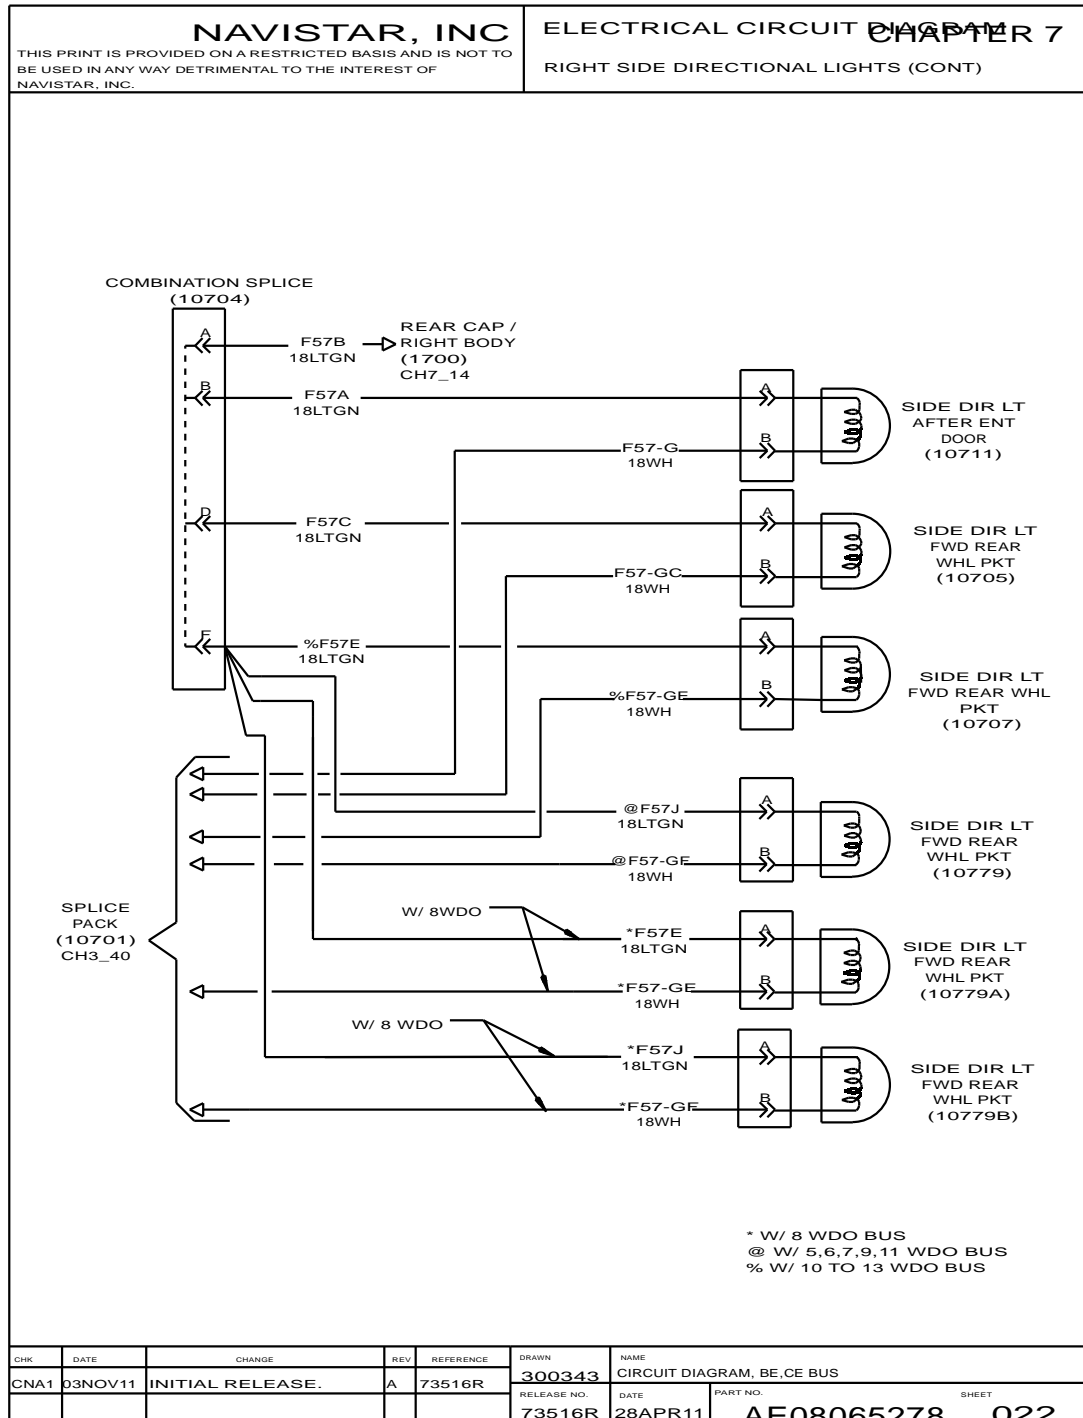 NAVISTAR, INC
THIS PRINT IS PROVIDED ON A RESTRICTED BASIS AND IS NOT TO
BE USED IN ANY WAY DETRIMENTAL TO THE INTEREST OF
NAVISTAR, INC.
ELECTRICAL CIRCUIT DIAGRAM
CHAPTER 7
RIGHT SIDE DIRECTIONAL LIGHTS (CONT)
COMBINATION SPLICE
(10704)
A
F57B
18LTGN
REAR CAP /
RIGHT BODY
(1700)
CH7_14
B
F57A
18LTGN
A
F57-G
18WH
B
SIDE DIR LT
AFTER ENT
DOOR
(10711)
D
F57C
18LTGN
A
F57-GC
18WH
B
SIDE DIR LT
FWD REAR
WHL PKT
(10705)
F
%F57E
18LTGN
A
%F57-GE
18WH
B
SIDE DIR LT
FWD REAR WHL
PKT
(10707)
@F57J
18LTGN
A
@F57-GF
18WH
B
SIDE DIR LT
FWD REAR
WHL PKT
(10779)
SPLICE
PACK
(10701)
CH3_40
W/ 8WDO
*F57E
18LTGN
A
*F57-GE
18WH
B
SIDE DIR LT
FWD REAR
WHL PKT
(10779A)
W/ 8 WDO
*F57J
18LTGN
A
*F57-GF
18WH
B
SIDE DIR LT
FWD REAR
WHL PKT
(10779B)
* W/ 8 WDO BUS
@ W/ 5,6,7,9,11 WDO BUS
% W/ 10 TO 13 WDO BUS
CHK DATE CHANGE REV REFERENCE
CNA1 03NOV11 INITIAL RELEASE. A 73516R
DRAWN
300343
NAME
CIRCUIT DIAGRAM, BE,CE BUS
RELEASE NO.
73516R
DATE
28APR11
PART NO.
AE08065278
SHEET
022